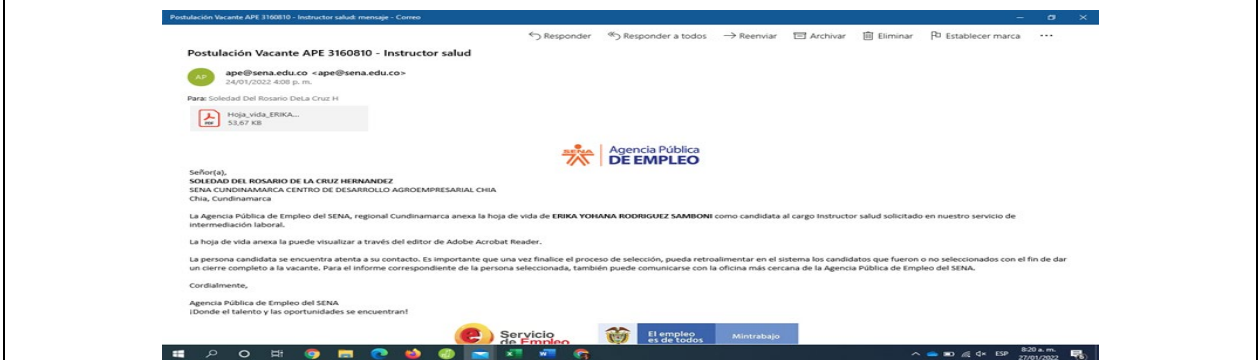 Postulación Vacante APE 3160810 - Instructor salud: mensaje - Correo
Responder Responder a todos Reenviar Archivar Eliminar Establecer marca ...
Postulación Vacante APE 3160810 - Instructor salud
AP
ape@sena.edu.co <ape@sena.edu.co>
24/01/2022 4:08 p. m.
Para: Soledad Del Rosario DeLa Cruz H
PDF
Hoja_vida_ERIKA...
53,67 KB
SENA
Agencia Pública
DE EMPLEO
Señor(a),
SOLEDAD DEL ROSARIO DE LA CRUZ HERNANDEZ
SENA CUNDINAMARCA CENTRO DE DESARROLLO AGROEMPRESARIAL CHIA
Chia, Cundinamarca
La Agencia Pública de Empleo del SENA, regional Cundinamarca anexa la hoja de vida de ERIKA YOHANA RODRIGUEZ SAMBONI como candidata al cargo Instructor salud solicitado en nuestro servicio de
intermediación laboral.
La hoja de vida anexa la puede visualizar a través del editor de Adobe Acrobat Reader.
La persona candidata se encuentra atenta a su contacto. Es importante que una vez finalice el proceso de selección, pueda retroalimentar en el sistema los candidatos que fueron o no seleccionados con el fin de dar
un cierre completo a la vacante. Para el informe correspondiente de la persona seleccionada, también puede comunicarse con la oficina más cercana de la Agencia Pública de Empleo del SENA.
Cordialmente,
Agencia Pública de Empleo del SENA
¡Donde el talento y las oportunidades se encuentran!
Servicio
de Empleo
El empleo
es de todos
Mintrabajo
ESP
8:20 a. m.
27/01/2022